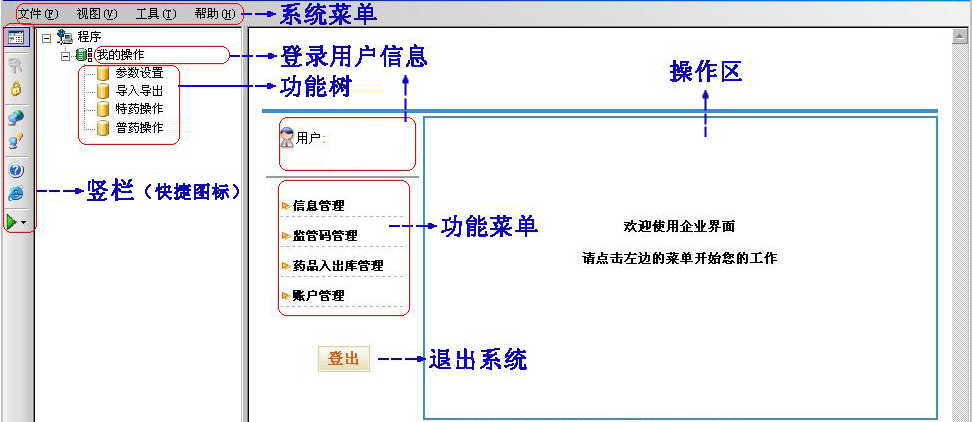 文件(F) 视图(V) 工具(T) 帮助(H) 系统菜单
程序
我的操作 登录用户信息
参数设置
导入导出 功能树
特药操作
普药操作
操作区
用户:
竖栏（快捷图标）
信息管理
监管码管理 功能菜单
药品入出库管理
账户管理
欢迎使用企业界面
请点击左边的菜单开始您的工作
登出 退出系统